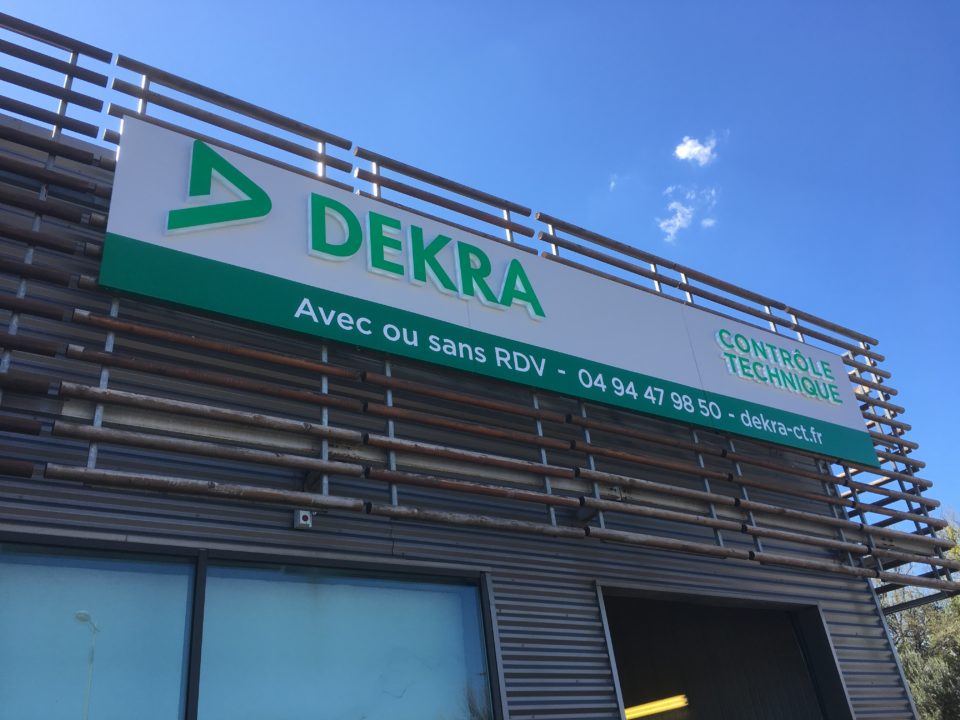 DEKRA
CONTRÔLE
TECHNIQUE
Avec ou sans RDV - 04 94 47 98 50 - dekra-ct.fr